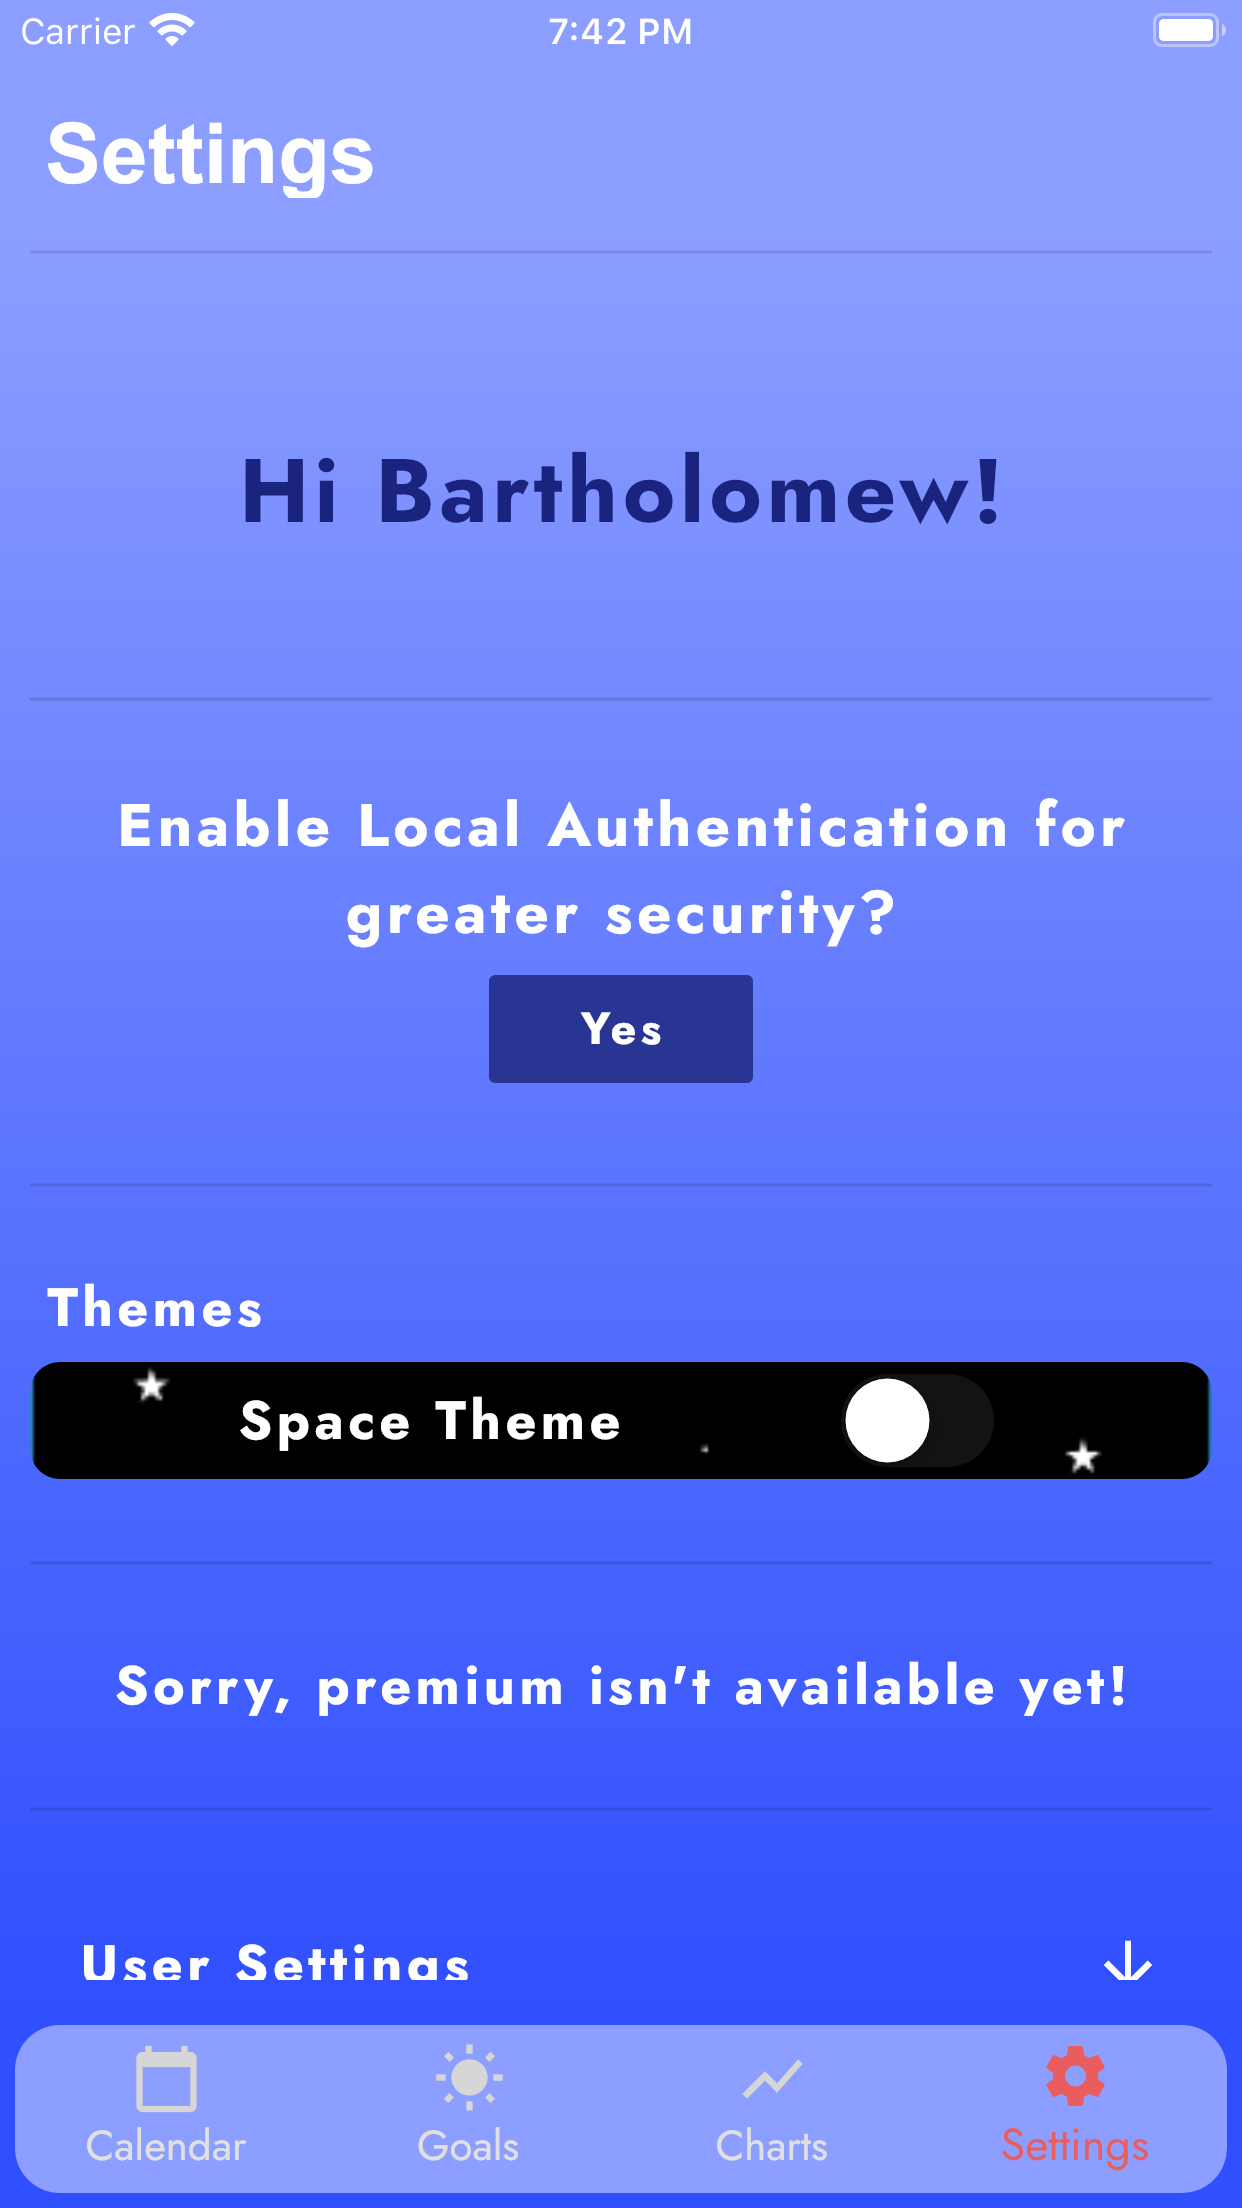 Carrier
7:42 PM
Settings
Hi Bartholomew!
Enable Local Authentication for
greater security?
Yes
Themes
Space Theme
Sorry, premium isn't available yet!
User Settings
Calendar
Goals
Charts
Settings